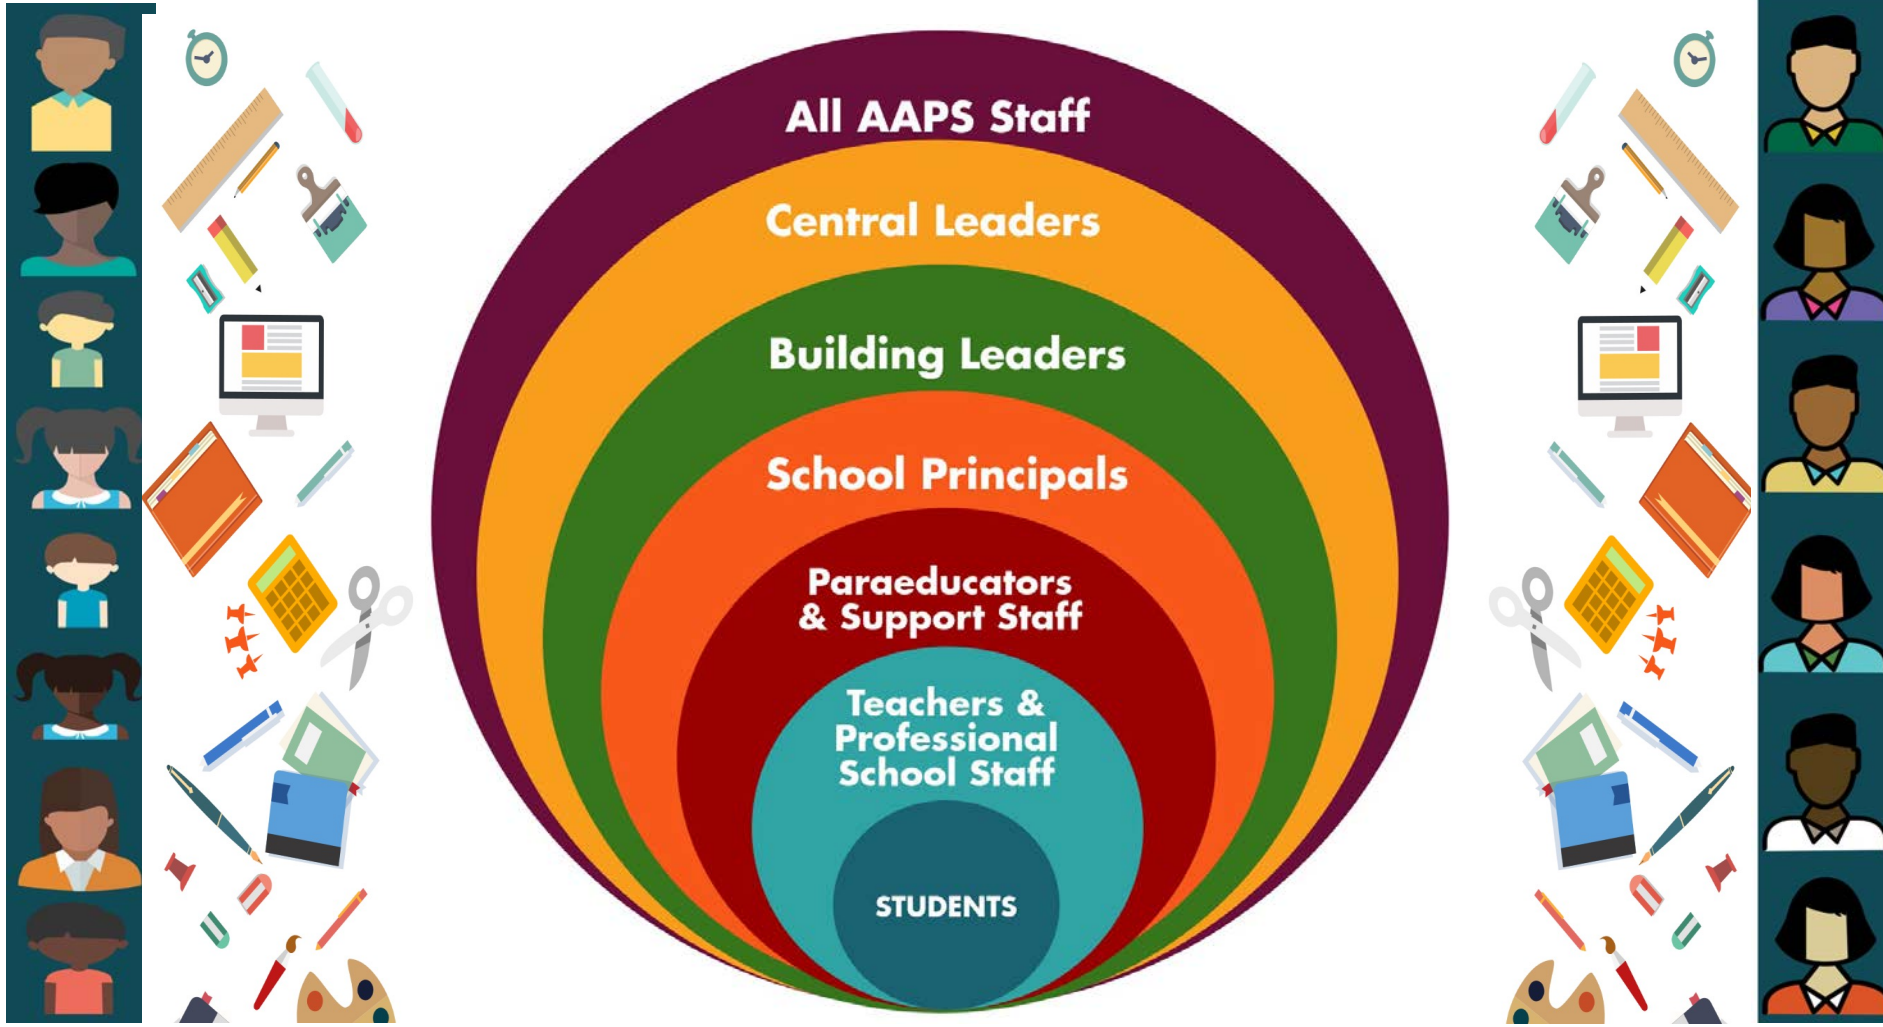 All AAPS Staff
Central Leaders
Building Leaders
School Principals
Paraeducators
& Support Staff
Teachers &
Professional
School Staff
STUDENTS